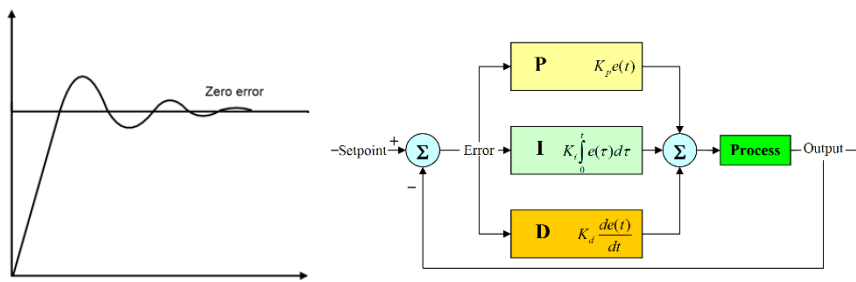 Zero error
P K_p e(t)
+
Setpoint Σ Error I K_i ∫_0^t e(τ)dτ Σ Process Output
−
D K_d de(t)/dt